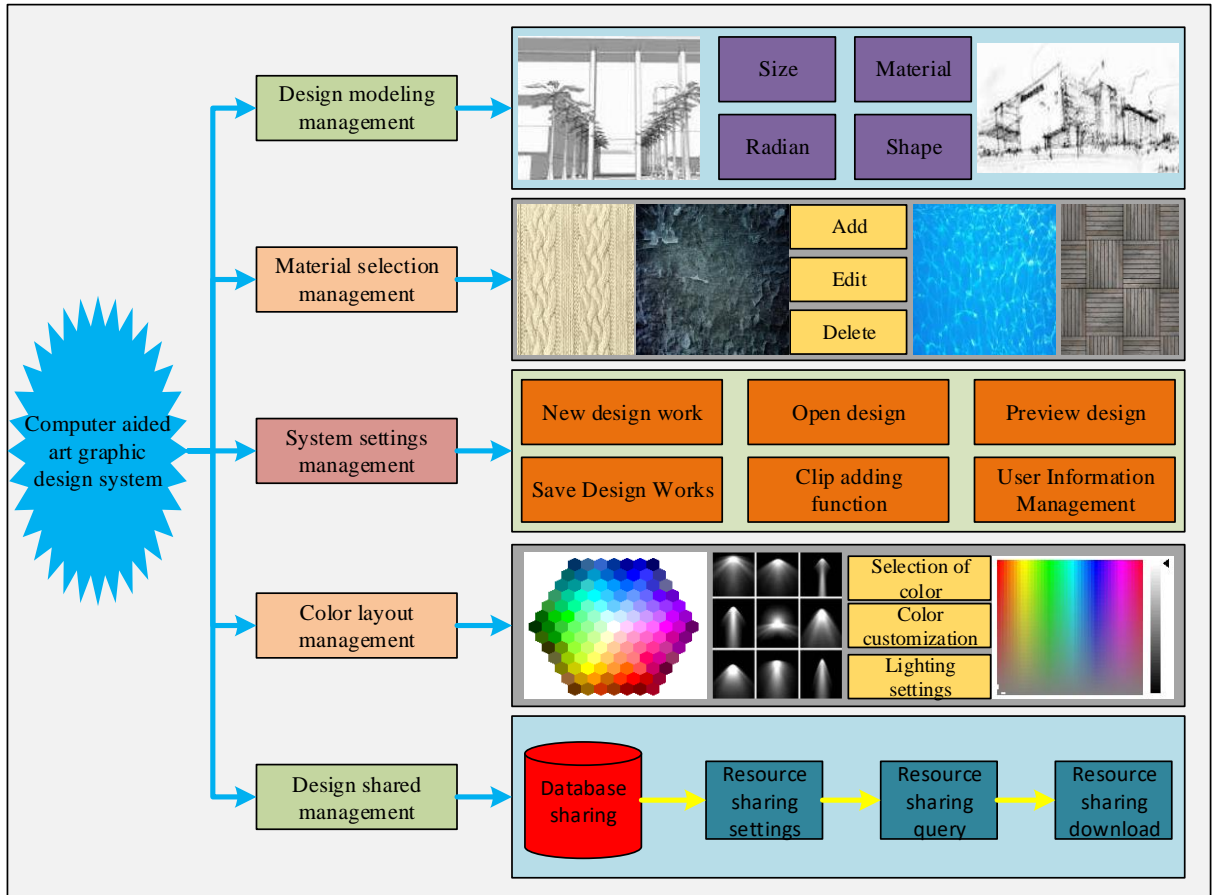 Computer aided
art graphic
design system
Design modeling
management
Size
Material
Radian
Shape
Material selection
management
Add
Edit
Delete
System settings
management
New design work
Open design
Preview design
Save Design Works
Clip adding
function
User Information
Management
Color layout
management
Selection of
color
Color
customization
Lighting
settings
Design shared
management
Database
sharing
Resource
sharing
settings
Resource
sharing
query
Resource
sharing
download